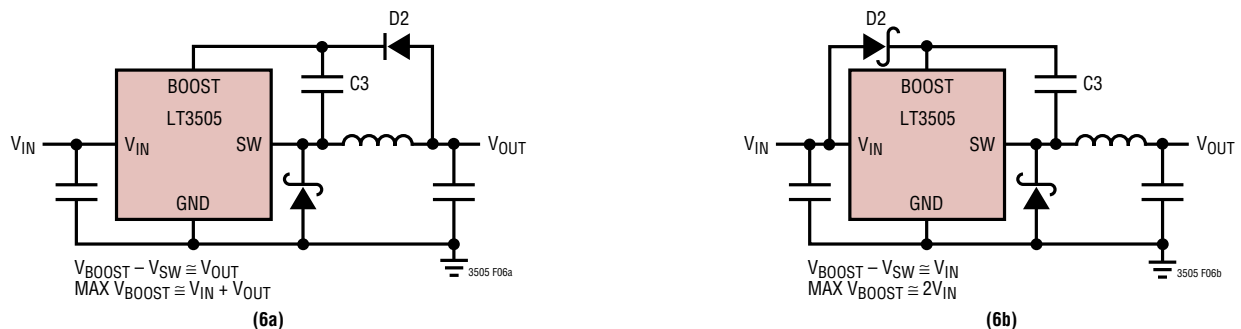 D2
BOOST
LT3505
C3
V_IN
V_IN
SW
V_OUT
GND
V_BOOST – V_SW ≅ V_OUT
MAX V_BOOST ≅ V_IN + V_OUT
3505 F06a
(6a)
D2
BOOST
LT3505
C3
V_IN
V_IN
SW
V_OUT
GND
V_BOOST – V_SW ≅ V_IN
MAX V_BOOST ≅ 2V_IN
3505 F06b
(6b)